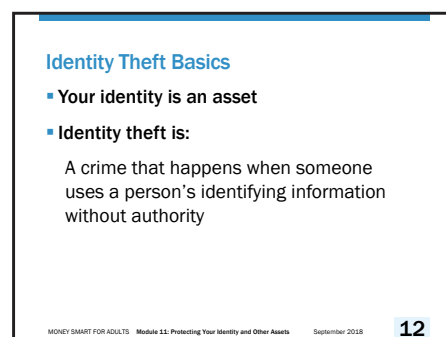 Identity Theft Basics
▪ Your identity is an asset
▪ Identity theft is:
A crime that happens when someone
uses a person's identifying information
without authority
MONEY SMART FOR ADULTS Module 11: Protecting Your Identity and Other Assets September 2018 12